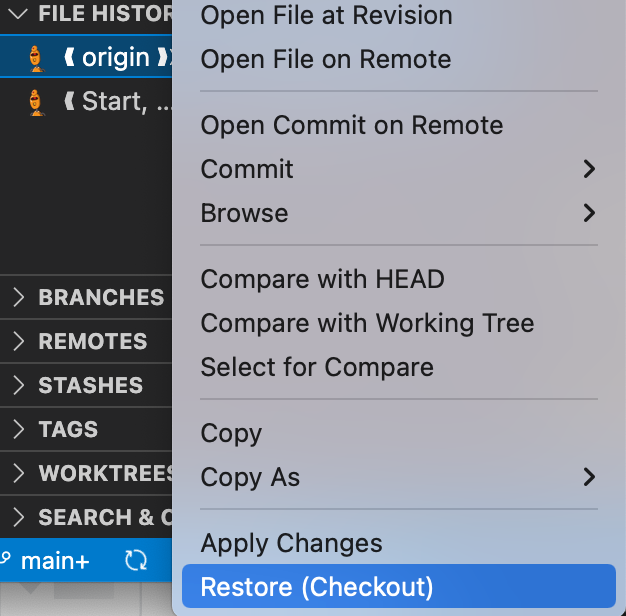 FILE HISTOR
origin
Start, ...
BRANCHES
REMOTES
STASHES
TAGS
WORKTREES
SEARCH & C
main+
Open File at Revision
Open File on Remote
Open Commit on Remote
Commit
Browse
Compare with HEAD
Compare with Working Tree
Select for Compare
Copy
Copy As
Apply Changes
Restore (Checkout)